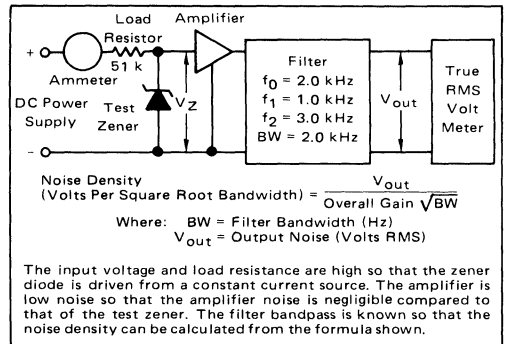 Load Resistor
51 k
Amplifier
+
Ammeter
DC Power Supply
Test Zener
VZ
-
Filter
f0 = 2.0 kHz
f1 = 1.0 kHz
f2 = 3.0 kHz
BW = 2.0 kHz
Vout
True
RMS
Volt
Meter
Noise Density
(Volts Per Square Root Bandwidth) = Vout / Overall Gain √BW
Where: BW = Filter Bandwidth (Hz)
Vout = Output Noise (Volts RMS)
The input voltage and load resistance are high so that the zener
diode is driven from a constant current source. The amplifier is
low noise so that the amplifier noise is negligible compared to
that of the test zener. The filter bandpass is known so that the
noise density can be calculated from the formula shown.